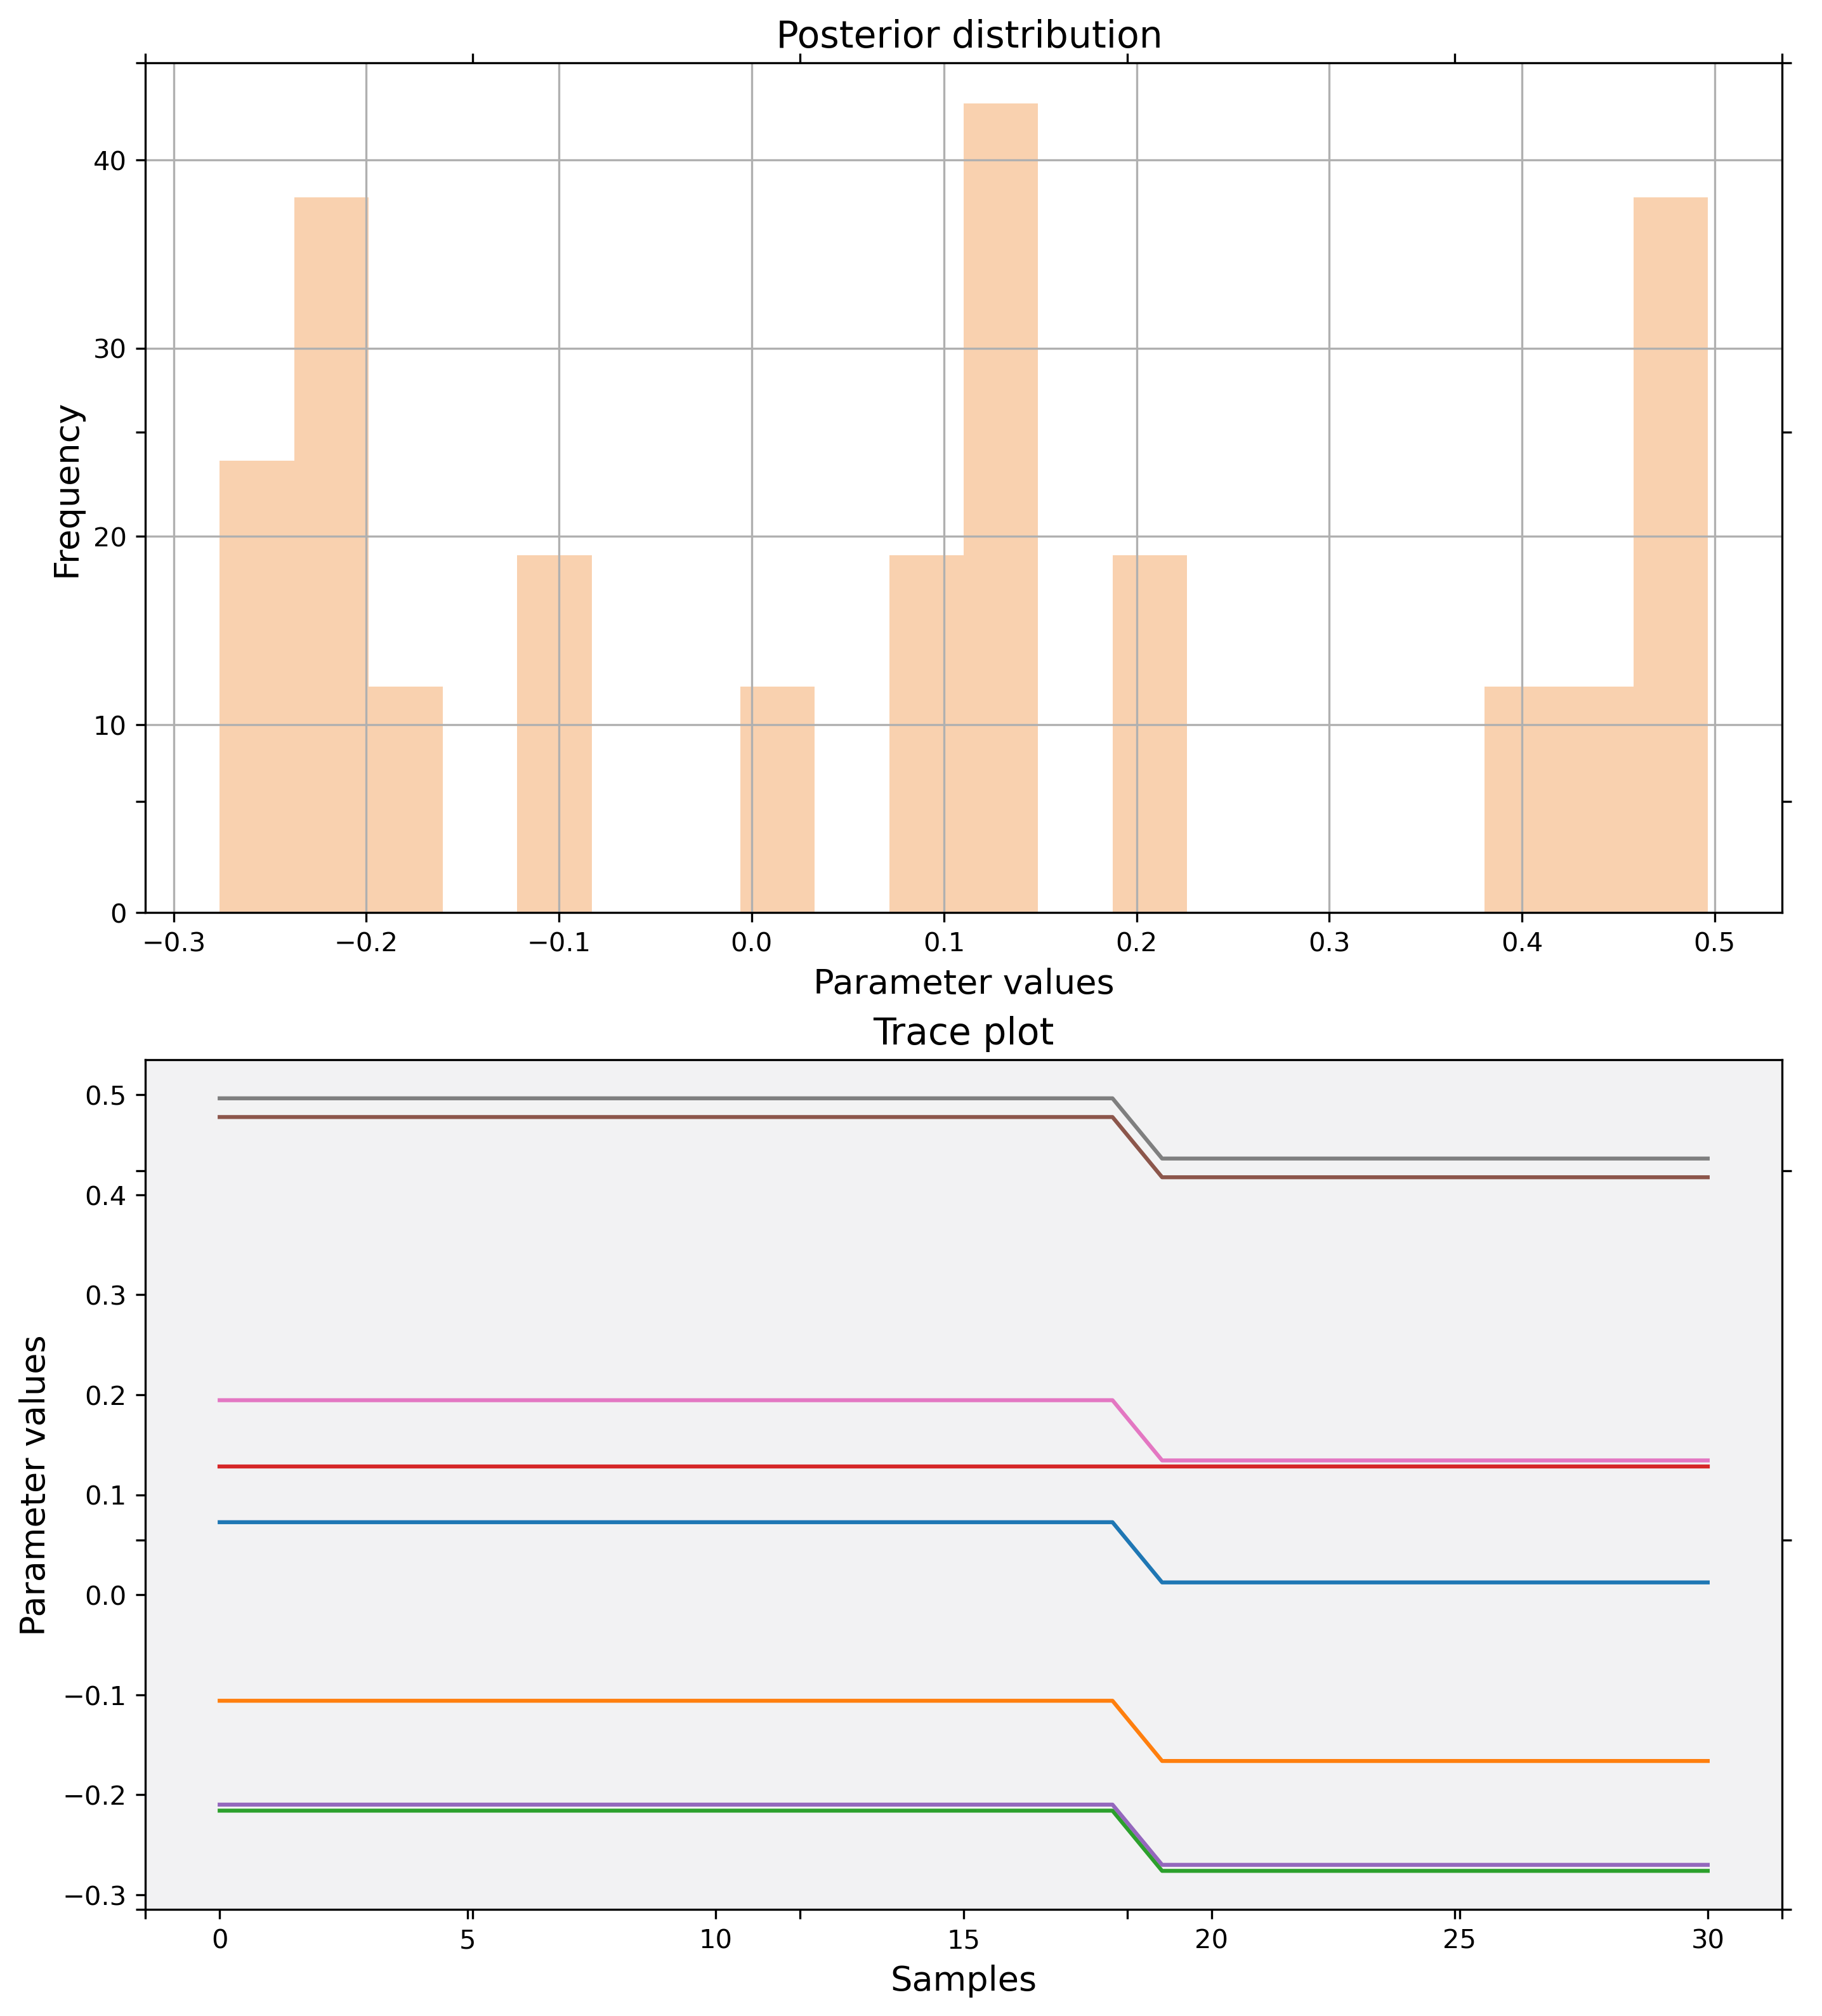 Posterior distribution
40
30
20
10
0
Frequency
−0.3 −0.2 −0.1 0.0 0.1 0.2 0.3 0.4 0.5
Parameter values
Trace plot
0.5
0.4
0.3
0.2
0.1
0.0
−0.1
−0.2
−0.3
Parameter values
0 5 10 15 20 25 30
Samples